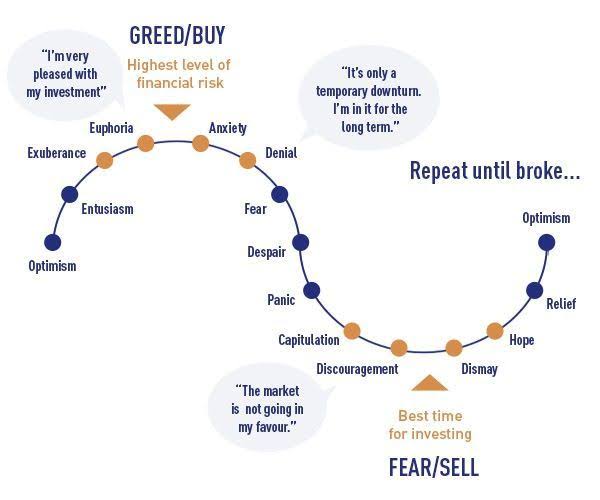 GREED/BUY
“I’m very
pleased with
my investment”
Highest level of
financial risk
“It’s only a
temporary downturn.
I’m in it for the
long term.”
Euphoria
Anxiety
Exuberance
Denial
Repeat until broke...
Entusiasm
Fear
Optimism
Optimism
Despair
Panic
Relief
Capitulation
Hope
Discouragement
Dismay
“The market
is not going in
my favour.”
Best time
for investing
FEAR/SELL